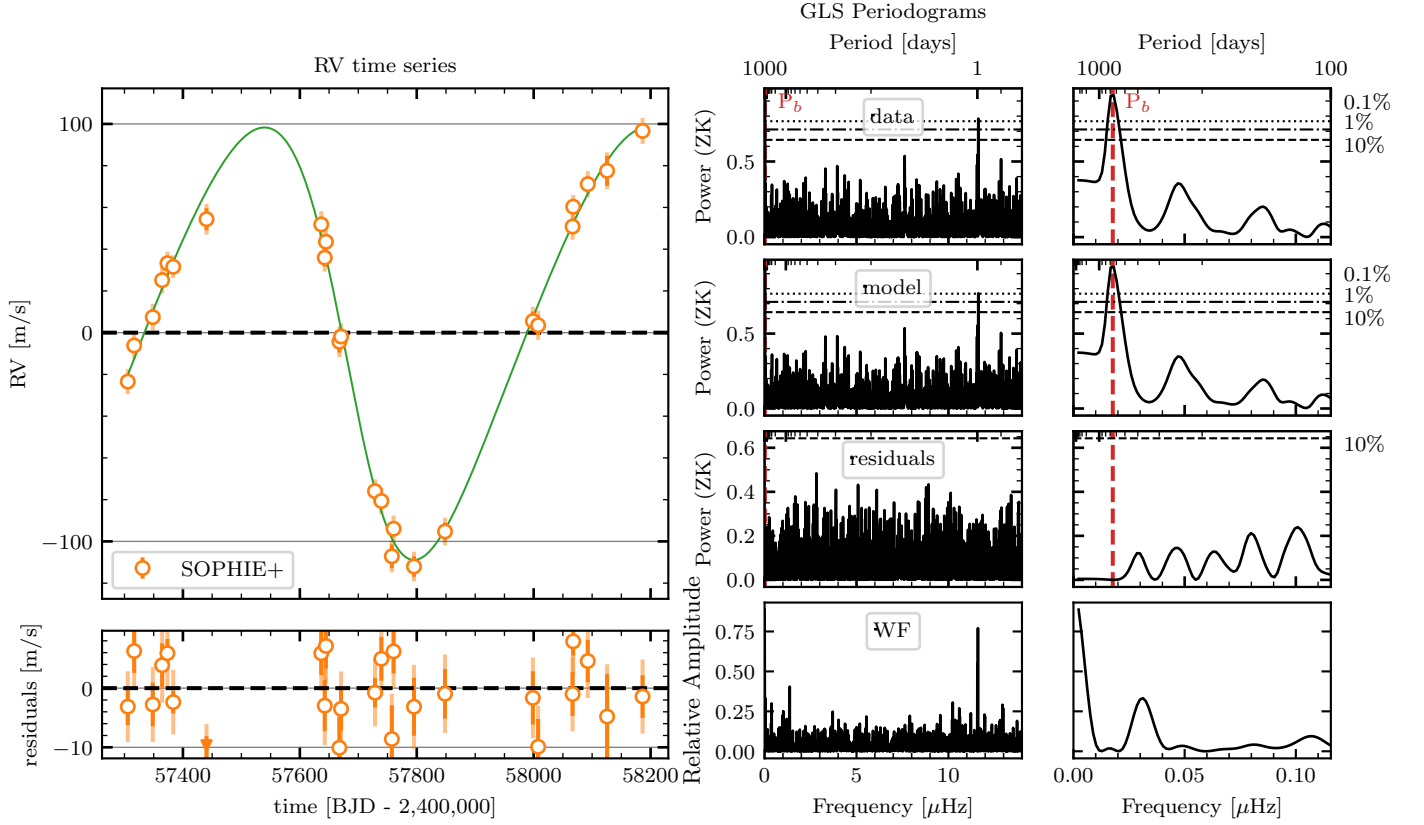 GLS Periodograms
RV time series
Period [days]
Period [days]
1000
1
1000
100
100
0
−100
RV [m/s]
SOPHIE+
P_b
data
P_b
0.1%
1%
10%
Power (ZK)
0.5
0.0
model
0.1%
1%
10%
Power (ZK)
0.5
0.0
residuals
10%
Power (ZK)
0.6
0.4
0.2
0.0
WF
Relative Amplitude
0.75
0.50
0.25
0.00
residuals [m/s]
0
−10
57400
57600
57800
58000
58200
time [BJD - 2,400,000]
0
5
10
Frequency [μHz]
0.00
0.05
0.10
Frequency [μHz]